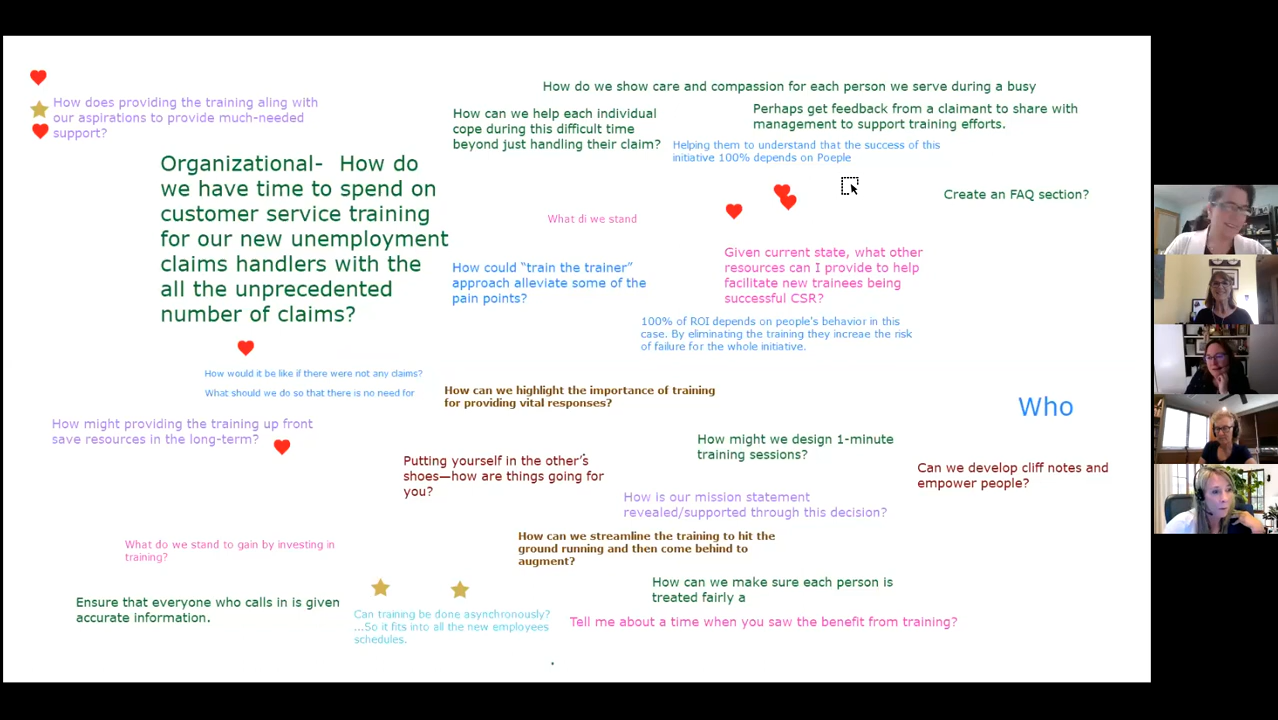 How do we show care and compassion for each person we serve during a busy
How does providing the training aling with
our aspirations to provide much-needed
support?
How can we help each individual
cope during this difficult time
beyond just handling their claim?
Perhaps get feedback from a claimant to share with
management to support training efforts.
Helping them to understand that the success of this
initiative 100% depends on Poeple
Organizational-  How do
we have time to spend on
customer service training
for our new unemployment
claims handlers with the
all the unprecedented
number of claims?
Create an FAQ section?
What di we stand
How could “train the trainer”
approach alleviate some of the
pain points?
Given current state, what other
resources can I provide to help
facilitate new trainees being
successful CSR?
100% of ROI depends on people's behavior in this
case. By eliminating the training they increae the risk
of failure for the whole initiative.
How would it be like if there were not any claims?
What should we do so that there is no need for
How can we highlight the importance of training
for providing vital responses?
Who
How might providing the training up front
save resources in the long-term?
How might we design 1-minute
training sessions?
Putting yourself in the other's
shoes—how are things going for
you?
Can we develop cliff notes and
empower people?
How is our mission statement
revealed/supported through this decision?
What do we stand to gain by investing in
training?
How can we streamline the training to hit the
ground running and then come behind to
augment?
How can we make sure each person is
treated fairly a
Ensure that everyone who calls in is given
accurate information.
Can training be done asynchronously?
...So it fits into all the new employees
schedules.
Tell me about a time when you saw the benefit from training?